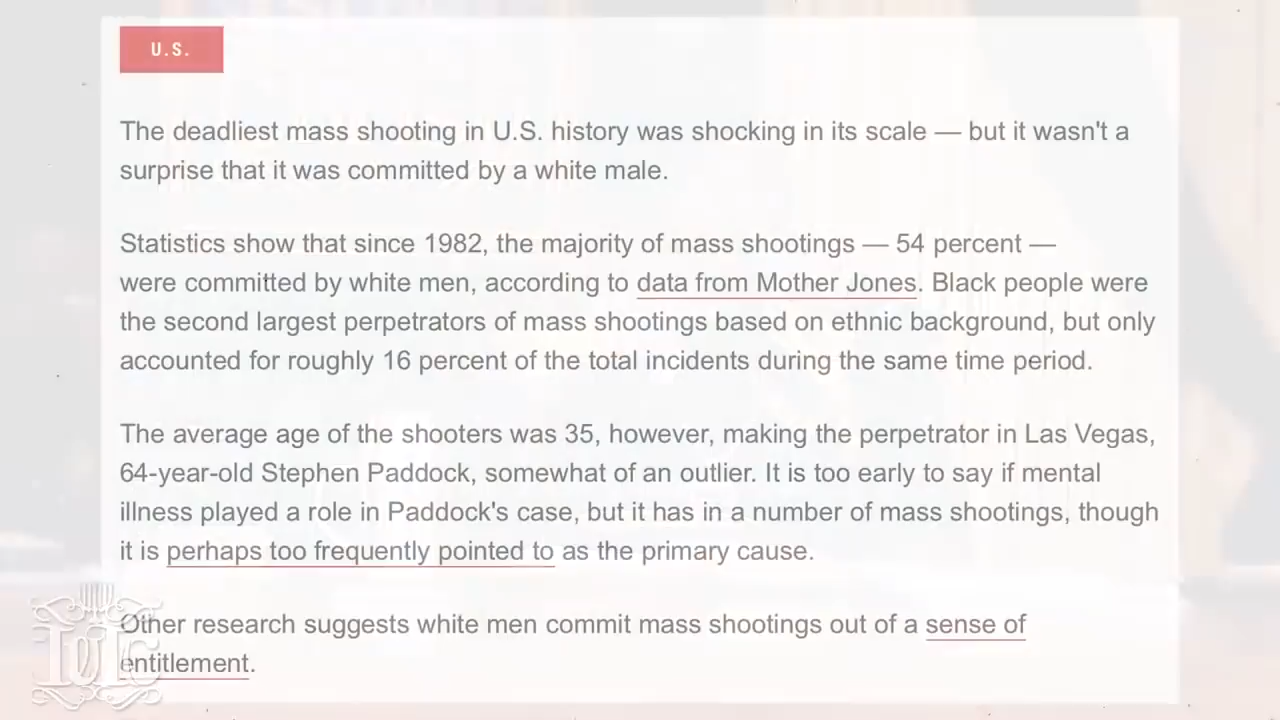 U.S.
The deadliest mass shooting in U.S. history was shocking in its scale — but it wasn't a
surprise that it was committed by a white male.
Statistics show that since 1982, the majority of mass shootings — 54 percent —
were committed by white men, according to data from Mother Jones. Black people were
the second largest perpetrators of mass shootings based on ethnic background, but only
accounted for roughly 16 percent of the total incidents during the same time period.
The average age of the shooters was 35, however, making the perpetrator in Las Vegas,
64-year-old Stephen Paddock, somewhat of an outlier. It is too early to say if mental
illness played a role in Paddock's case, but it has in a number of mass shootings, though
it is perhaps too frequently pointed to as the primary cause.
Other research suggests white men commit mass shootings out of a sense of
entitlement.